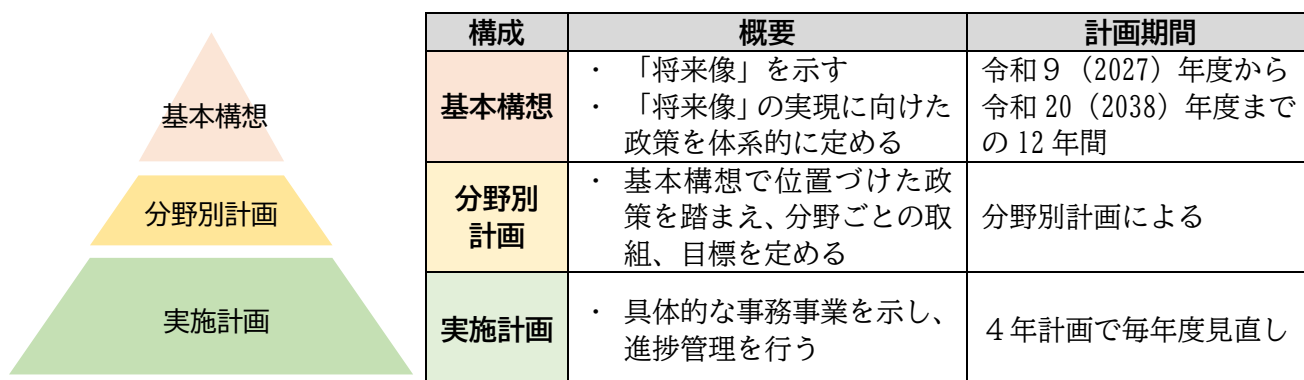 基本構想
分野別計画
実施計画
構成 概要 計画期間
基本構想
・ 「将来像」を示す
・ 「将来像」の実現に向けた
政策を体系的に定める
令和９（2027）年度から
令和 20（2038）年度まで
の 12 年間
分野別
計画
・ 基本構想で位置づけた政
策を踏まえ、分野ごとの取
組、目標を定める
分野別計画による
実施計画
・ 具体的な事務事業を示し、
進捗管理を行う
４年計画で毎年度見直し